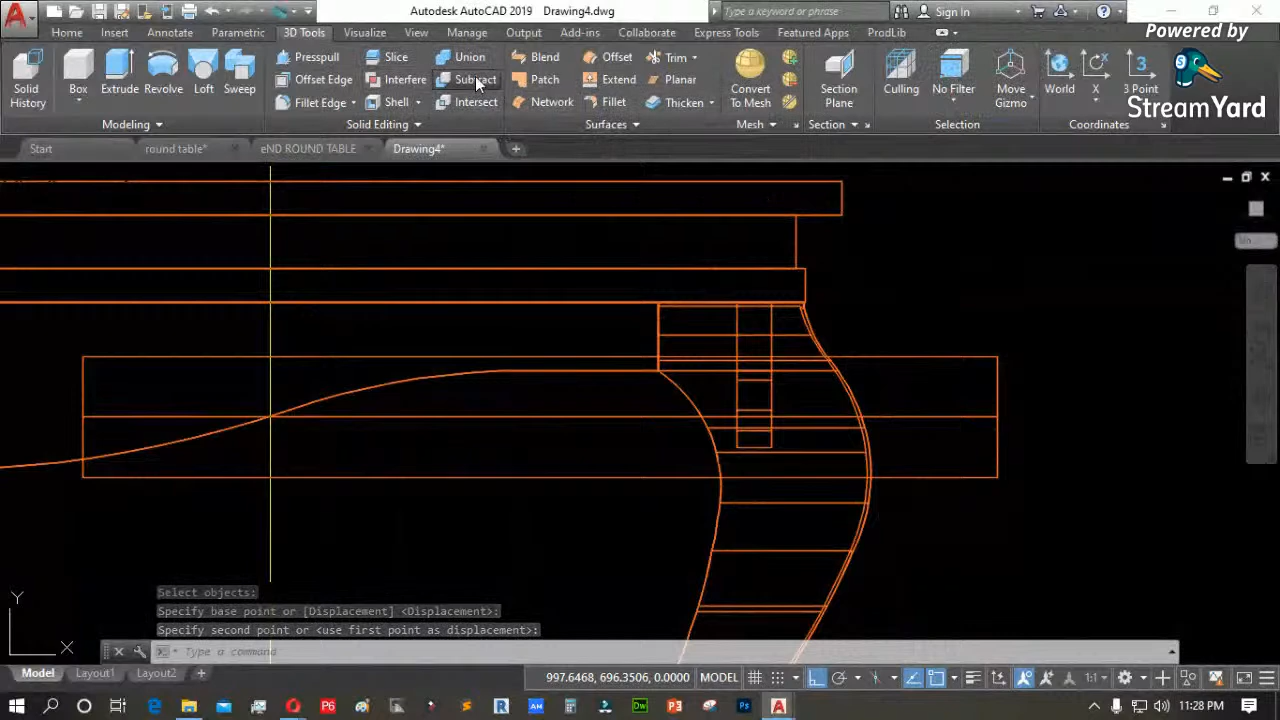 Autodesk AutoCAD 2019 Drawing4.dwg
Type a keyword or phrase
Sign In
Home Insert Annotate Parametric 3D Tools Visualize View Manage Output Add-ins Collaborate Express Tools Featured Apps ProdLib
Powered by
StreamYard
Solid History
Box
Extrude
Revolve
Loft
Sweep
Presspull
Offset Edge
Fillet Edge
Slice
Interfere
Shell
Union
Subtract
Intersect
Blend
Patch
Network
Offset
Extend
Fillet
Trim
Planar
Thicken
Convert To Mesh
Section Plane
Culling
No Filter
Move Gizmo
World
X
3 Point
Modeling
Solid Editing
Surfaces
Mesh
Section
Selection
Coordinates
Start
round table*
eND ROUND TABLE
Drawing4*
Select objects:
Specify base point or [Displacement] <Displacement>:
Specify second point or <use first point as displacement>:
Type a command
Y
X
Model
Layout1
Layout2
997.6468, 696.3506, 0.0000 MODEL
1:1
11:28 PM